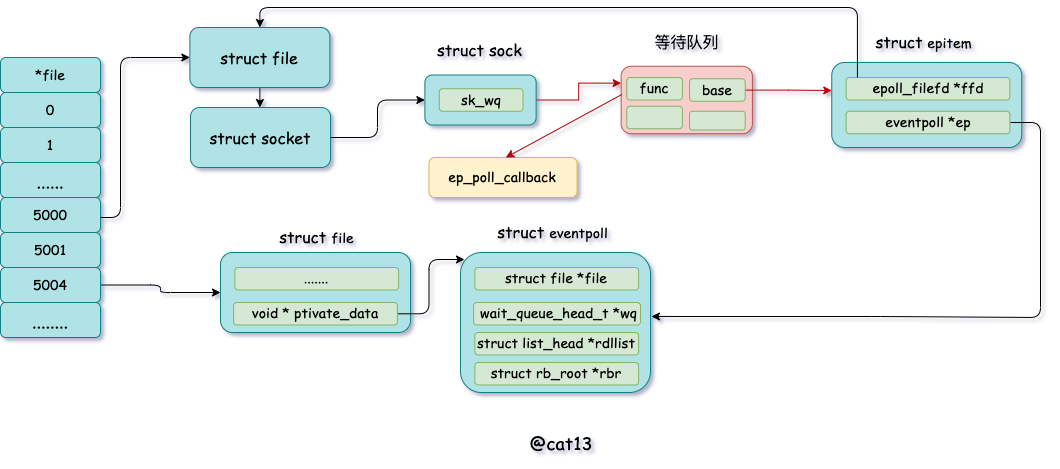 *file
0
1
......
5000
5001
5004
........
struct file
struct socket
struct sock
sk_wq
等待队列
func
base
ep_poll_callback
struct epitem
epoll_filefd *ffd
eventpoll *ep
struct file
.......
void * ptivate_data
struct eventpoll
struct file *file
wait_queue_head_t *wq
struct list_head *rdllist
struct rb_root *rbr
@cat13